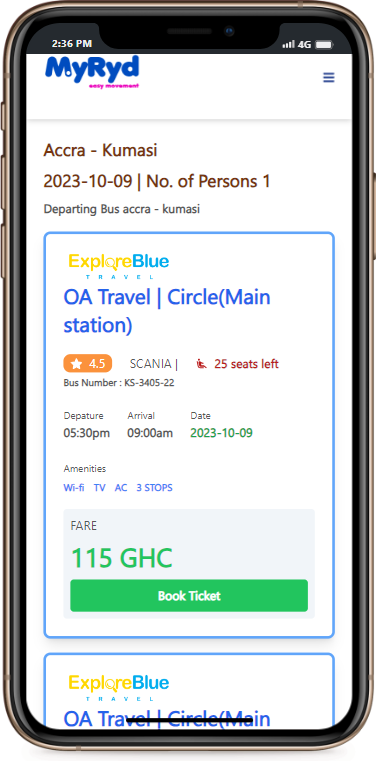 2:36 PM 4G
MyRyd
easy movement
Accra - Kumasi
2023-10-09 | No. of Persons 1
Departing Bus accra - kumasi
ExploreBlue
TRAVEL
OA Travel | Circle(Main
station)
4.5 SCANIA | 25 seats left
Bus Number : KS-3405-22
Depature Arrival Date
05:30pm 09:00am 2023-10-09
Amenities
Wi-fi TV AC 3 STOPS
FARE
115 GHC
Book Ticket
ExploreBlue
TRAVEL
OA Travel | Circle(Main